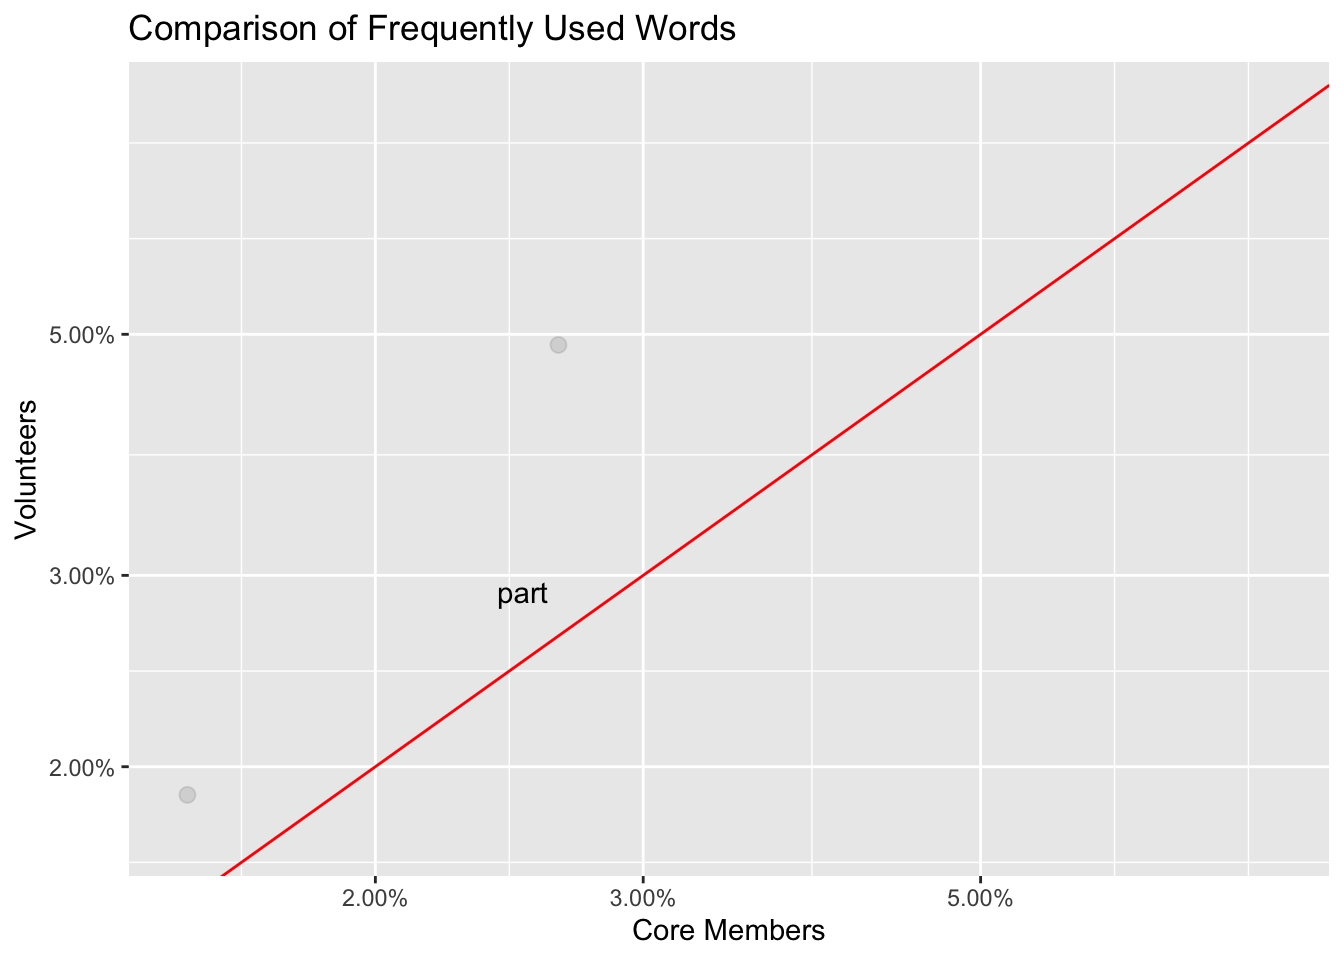 Comparison of Frequently Used Words
5.00%
3.00%
2.00%
Volunteers
part
2.00%
3.00%
5.00%
Core Members